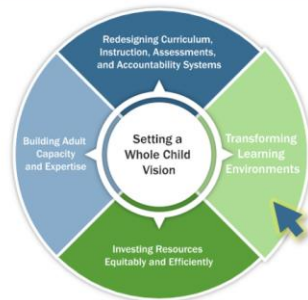 Redesigning Curriculum,
Instruction, Assessments,
and Accountability Systems
Building Adult
Capacity
and Expertise
Setting a
Whole Child
Vision
Transforming
Learning
Environments
Investing Resources
Equitably and Efficiently